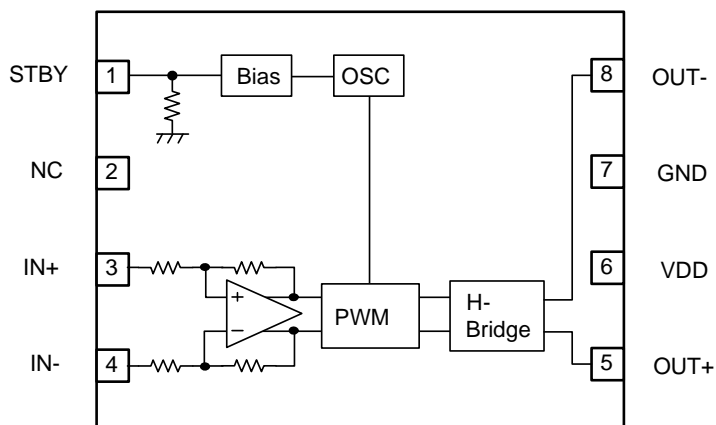 STBY 1 Bias OSC 8 OUT-
NC 2 7 GND
IN+ 3 6 VDD
+
− PWM H-
Bridge
IN- 4 5 OUT+